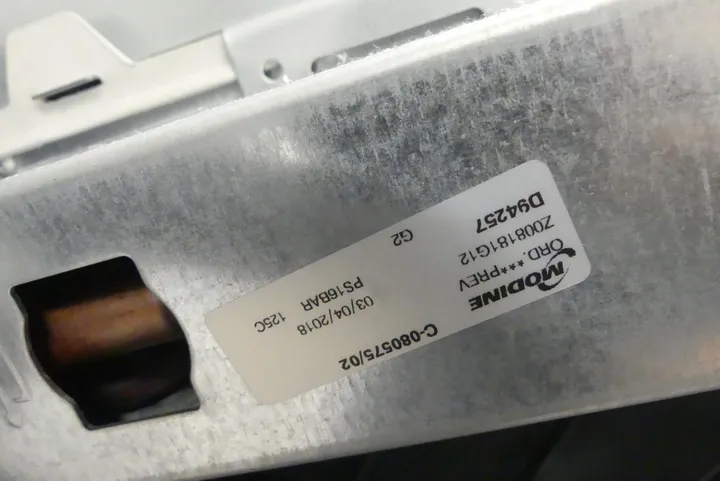 MODINE C-080575/02
ORD. ***PREV 03/04/2018
Z008181G12 PS16BAR 125C
D94257 G2